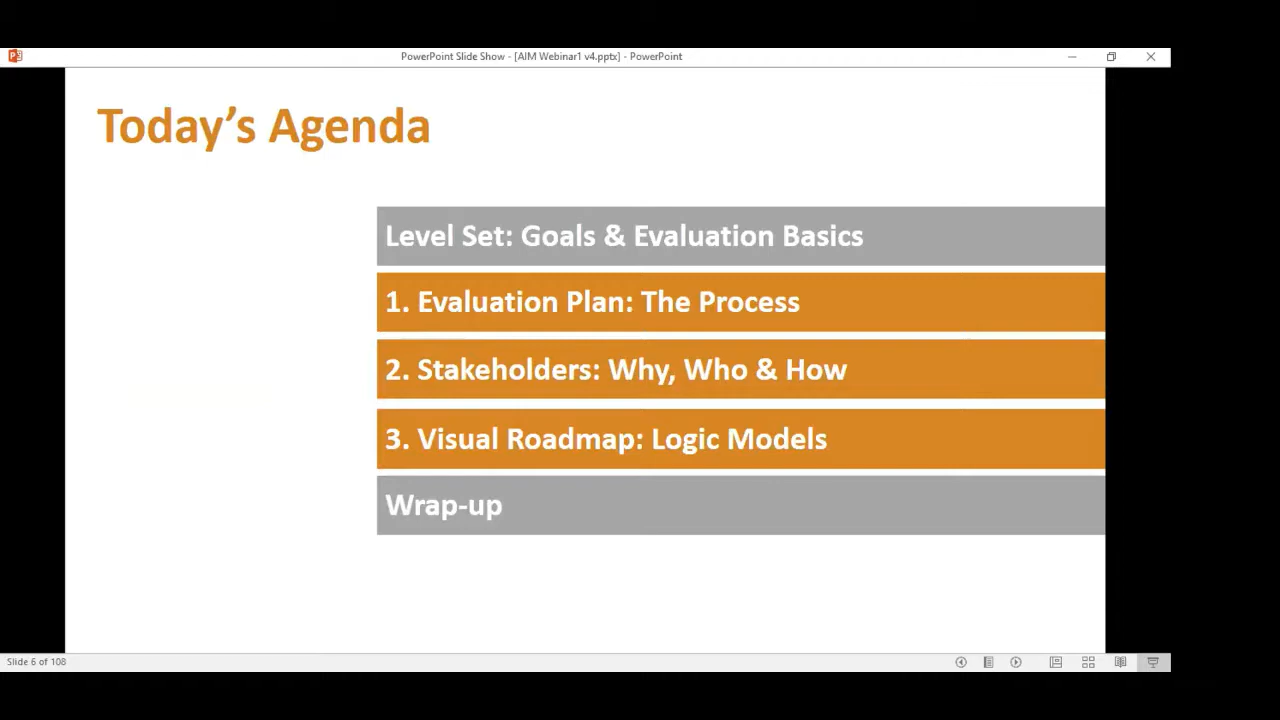 PowerPoint Slide Show - [AIM Webinar1 v4.pptx] - PowerPoint
Today's Agenda
Level Set: Goals & Evaluation Basics
1. Evaluation Plan: The Process
2. Stakeholders: Why, Who & How
3. Visual Roadmap: Logic Models
Wrap-up
Slide 6 of 108